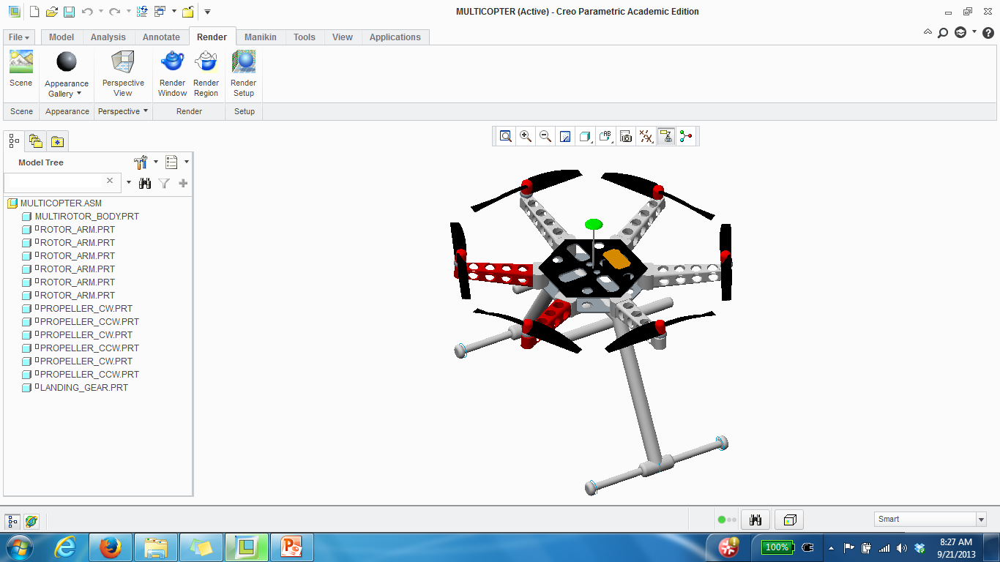 MULTICOPTER (Active) - Creo Parametric Academic Edition
File Model Analysis Annotate Render Manikin Tools View Applications
Scene Appearance Gallery Perspective View Render Window Render Region Render Setup
Scene Appearance Perspective Render Setup
Model Tree
MULTICOPTER.ASM
MULTIROTOR_BODY.PRT
ROTOR_ARM.PRT
ROTOR_ARM.PRT
ROTOR_ARM.PRT
ROTOR_ARM.PRT
ROTOR_ARM.PRT
ROTOR_ARM.PRT
PROPELLER_CW.PRT
PROPELLER_CCW.PRT
PROPELLER_CW.PRT
PROPELLER_CCW.PRT
PROPELLER_CW.PRT
PROPELLER_CCW.PRT
LANDING_GEAR.PRT
Smart
100%
8:27 AM
9/21/2013